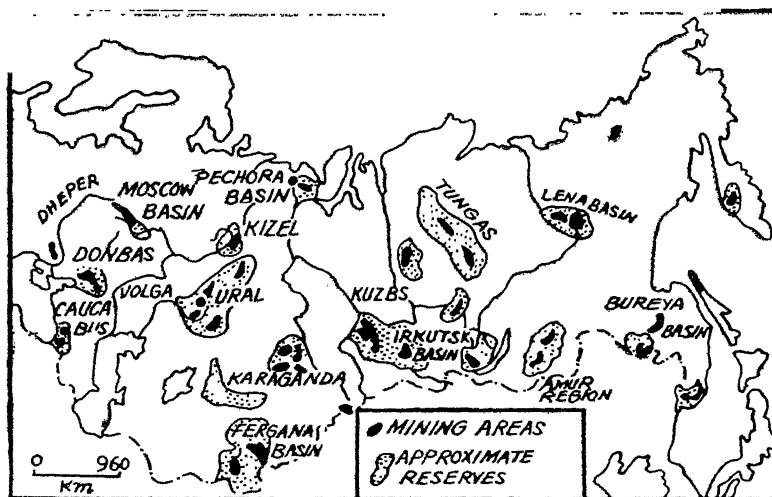 PECHORA
BASIN
DHEPER
MOSCOW
BASIN
TUNGAS
LENA BASIN
KIZEL
DONBAS
VOLGA
URAL
KUZBS
CAUCA
BUS
IRKUTSK
BASIN
BUREYA
BASIN
KARAGANDA
AMUR
REGION
FERGANA
BASIN
MINING AREAS
APPROXIMATE
RESERVES
0 960
Km